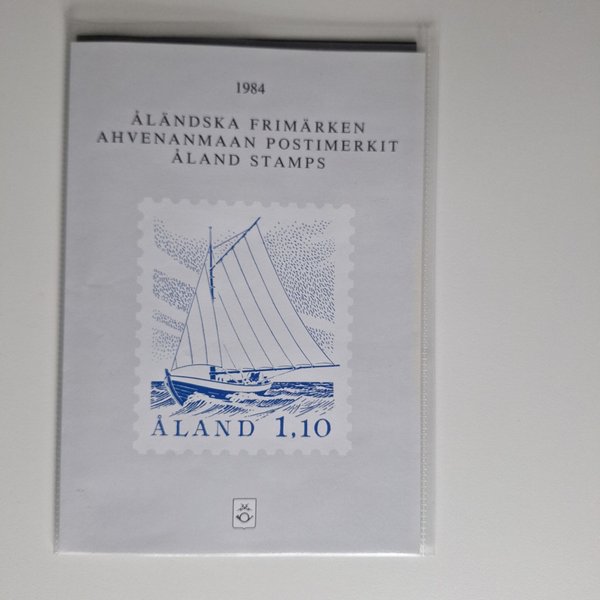 1984
ÅLÄNDSKA FRIMÄRKEN
AHVENANMAAN POSTIMERKIT
ÅLAND STAMPS
ÅLAND 1,10